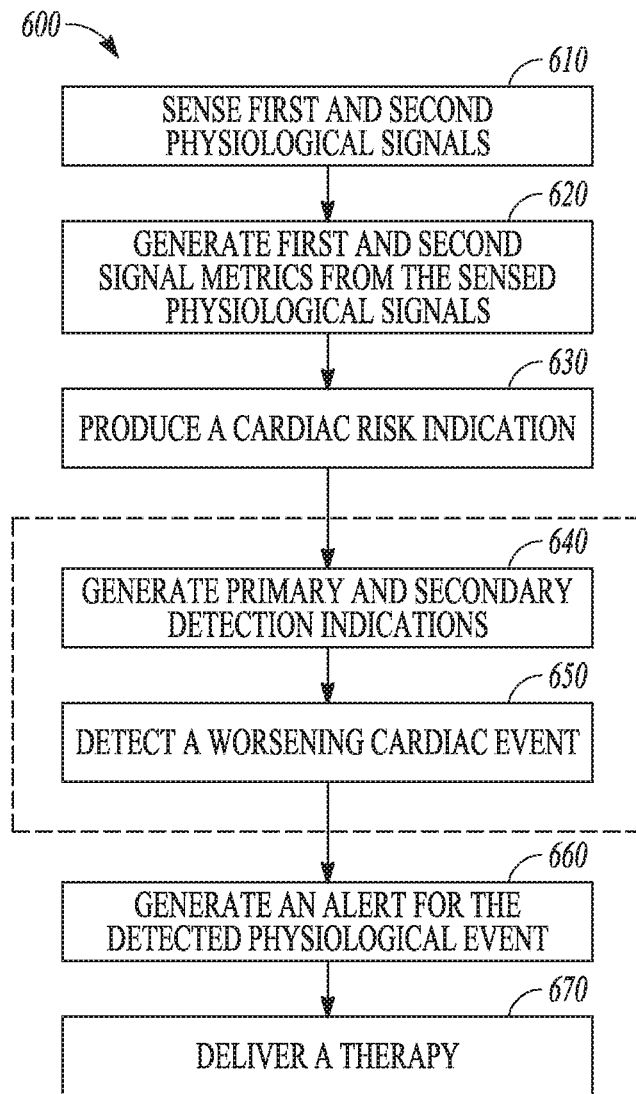 600
610
SENSE FIRST AND SECOND
PHYSIOLOGICAL SIGNALS
620
GENERATE FIRST AND SECOND
SIGNAL METRICS FROM THE SENSED
PHYSIOLOGICAL SIGNALS
630
PRODUCE A CARDIAC RISK INDICATION
640
GENERATE PRIMARY AND SECONDARY
DETECTION INDICATIONS
650
DETECT A WORSENING CARDIAC EVENT
660
GENERATE AN ALERT FOR THE
DETECTED PHYSIOLOGICAL EVENT
670
DELIVER A THERAPY